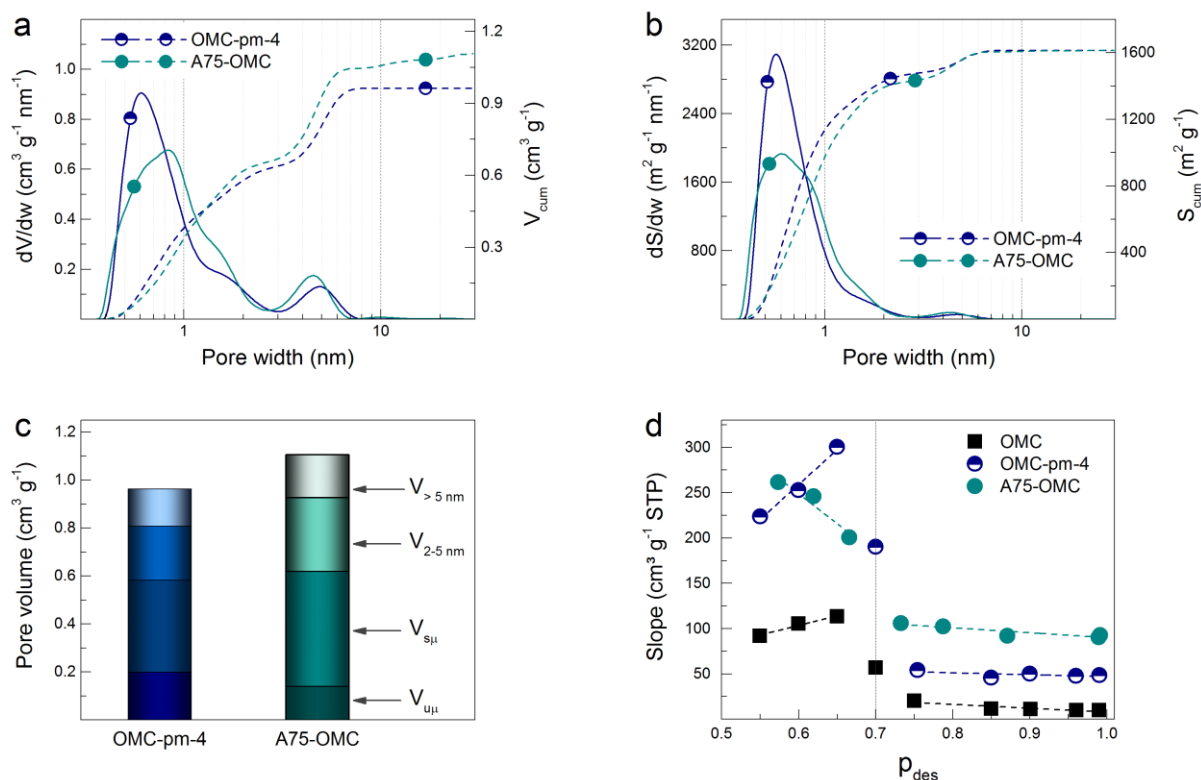 a
OMC-pm-4
A75-OMC
dV/dw (cm³ g⁻¹ nm⁻¹)
1.0
0.8
0.6
0.4
0.2
1.2
0.9
0.6
0.3
V_cum (cm³ g⁻¹)
1
10
Pore width (nm)
b
dS/dw (m² g⁻¹ nm⁻¹)
3200
2400
1600
800
OMC-pm-4
A75-OMC
1600
1200
800
400
S_cum (m² g⁻¹)
1
10
Pore width (nm)
c
Pore volume (cm³ g⁻¹)
1.2
1.0
0.8
0.6
0.4
0.2
V_> 5 nm
V_2-5 nm
V_sμ
V_uμ
OMC-pm-4
A75-OMC
d
Slope (cm³ g⁻¹ STP)
300
250
200
150
100
50
OMC
OMC-pm-4
A75-OMC
0.5
0.6
0.7
0.8
0.9
1.0
p_des